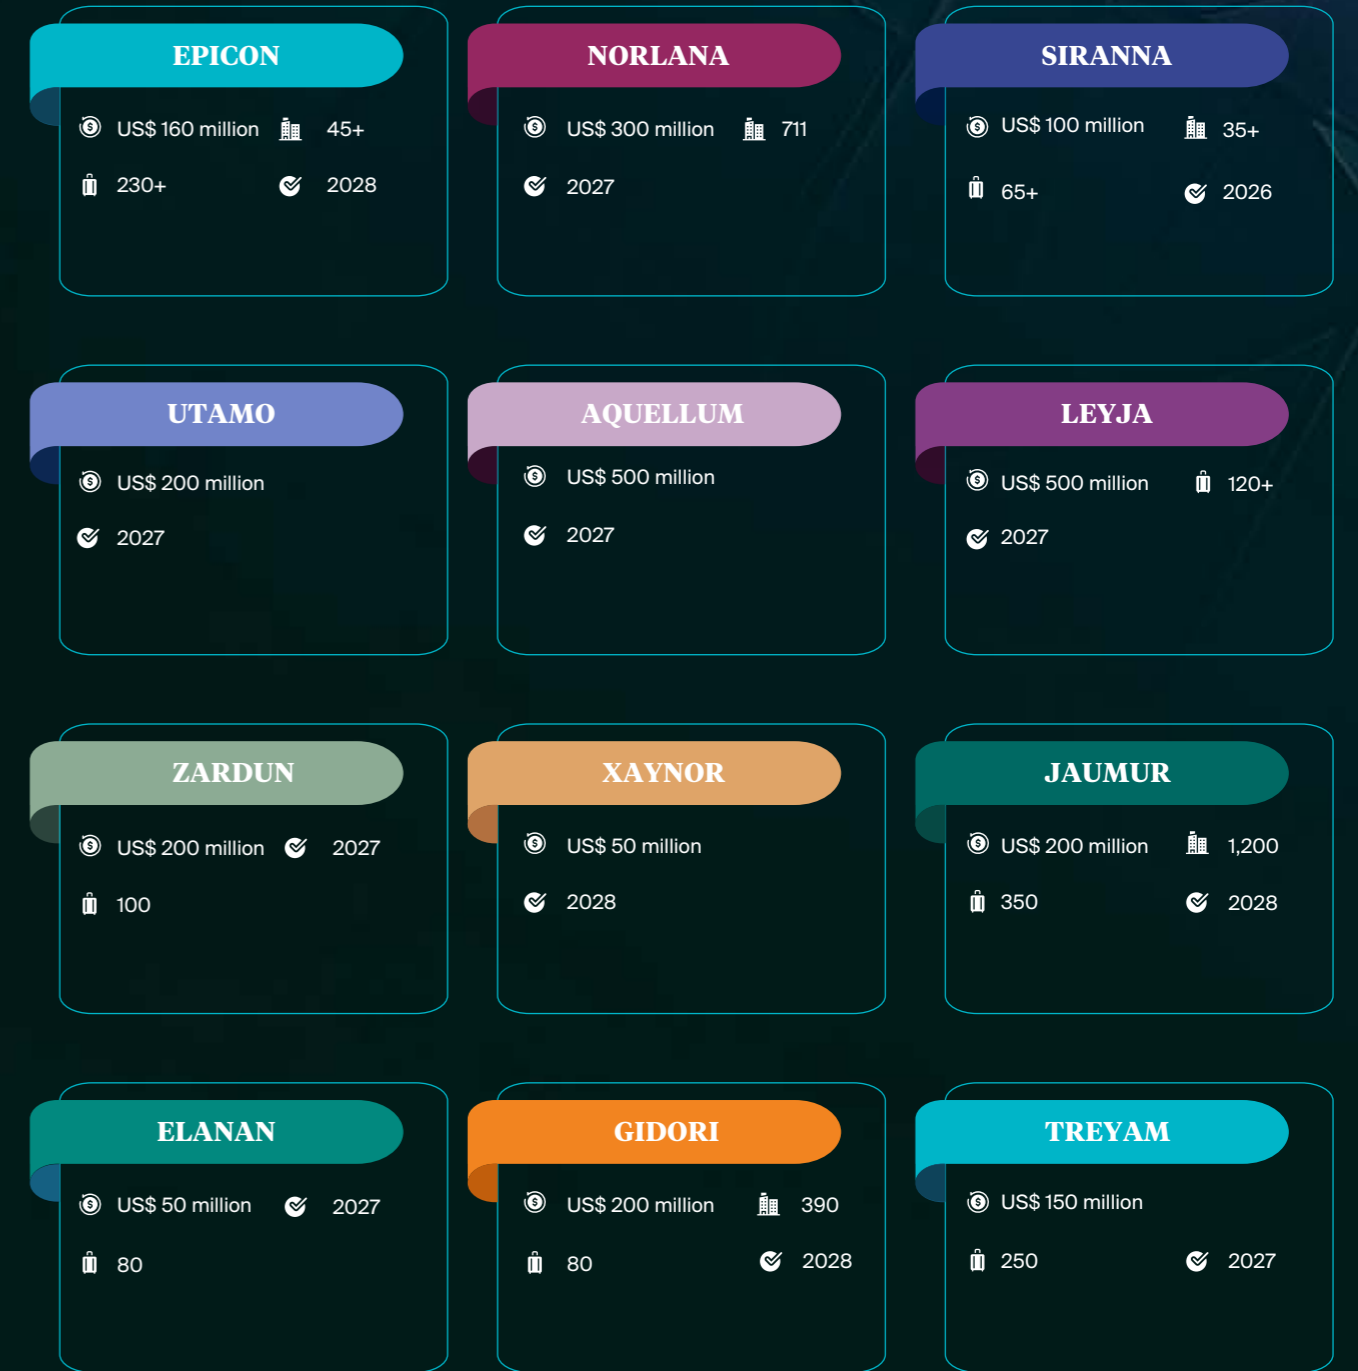 EPICON
US$ 160 million 45+
230+ 2028
NORLANA
US$ 300 million 711
2027
SIRANNA
US$ 100 million 35+
65+ 2026
UTAMO
US$ 200 million
2027
AQUELLUM
US$ 500 million
2027
LEYJA
US$ 500 million 120+
2027
ZARDUN
US$ 200 million 2027
100
XAYNOR
US$ 50 million
2028
JAUMUR
US$ 200 million 1,200
350 2028
ELANAN
US$ 50 million 2027
80
GIDORI
US$ 200 million 390
80 2028
TREYAM
US$ 150 million
250 2027